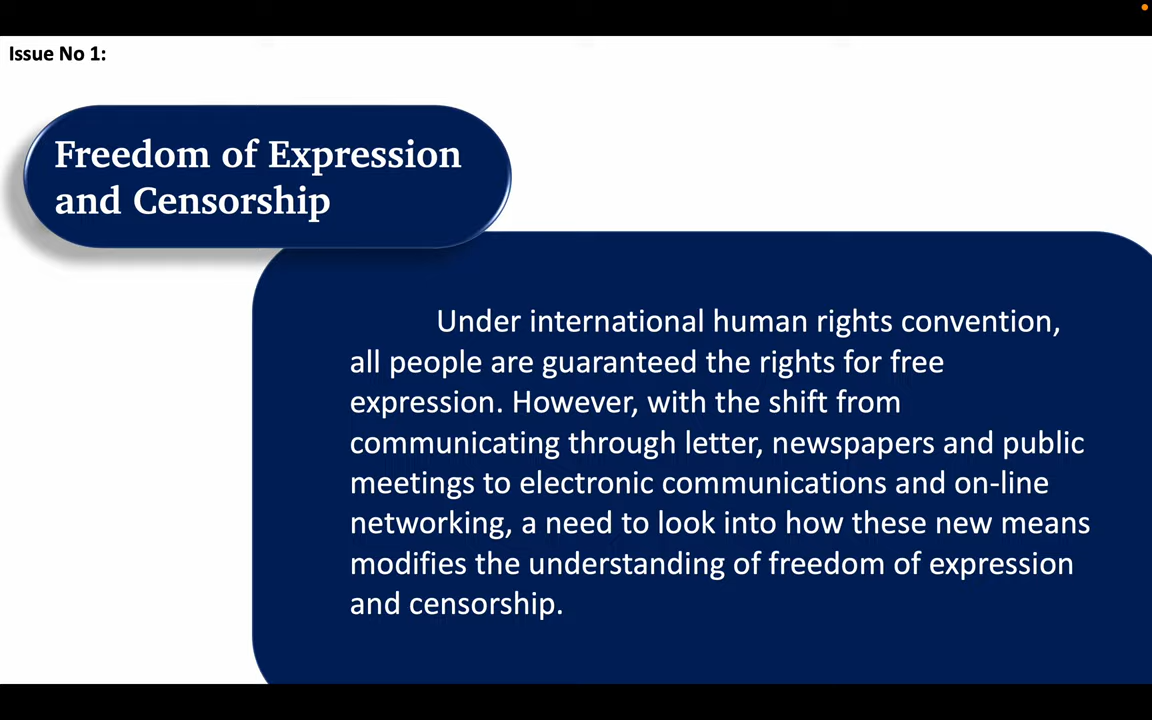 Issue No 1:
Freedom of Expression
and Censorship
Under international human rights convention,
all people are guaranteed the rights for free
expression. However, with the shift from
communicating through letter, newspapers and public
meetings to electronic communications and on-line
networking, a need to look into how these new means
modifies the understanding of freedom of expression
and censorship.